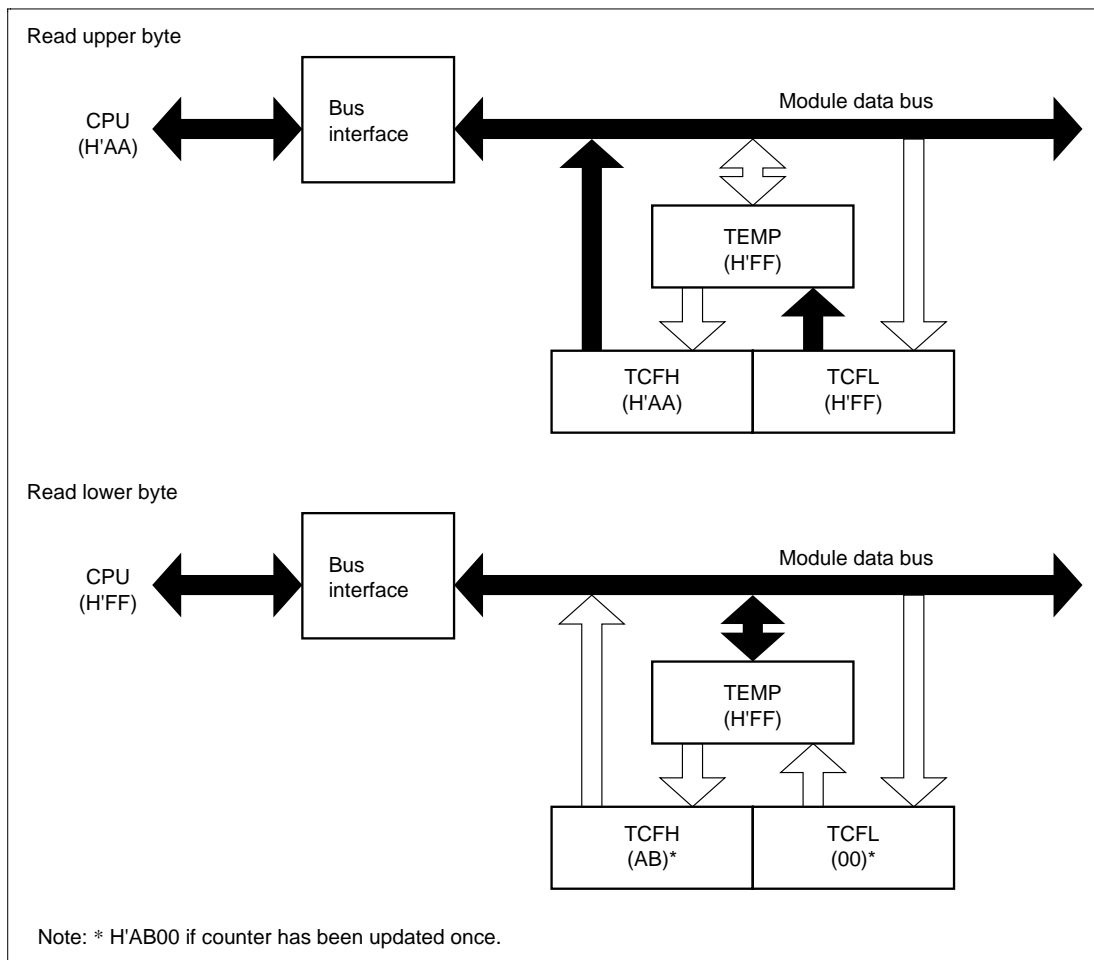 Read upper byte
CPU
(H'AA)
Bus
interface
Module data bus
TEMP
(H'FF)
TCFH
(H'AA)
TCFL
(H'FF)
Read lower byte
CPU
(H'FF)
Bus
interface
Module data bus
TEMP
(H'FF)
TCFH
(AB)*
TCFL
(00)*
Note: * H'AB00 if counter has been updated once.